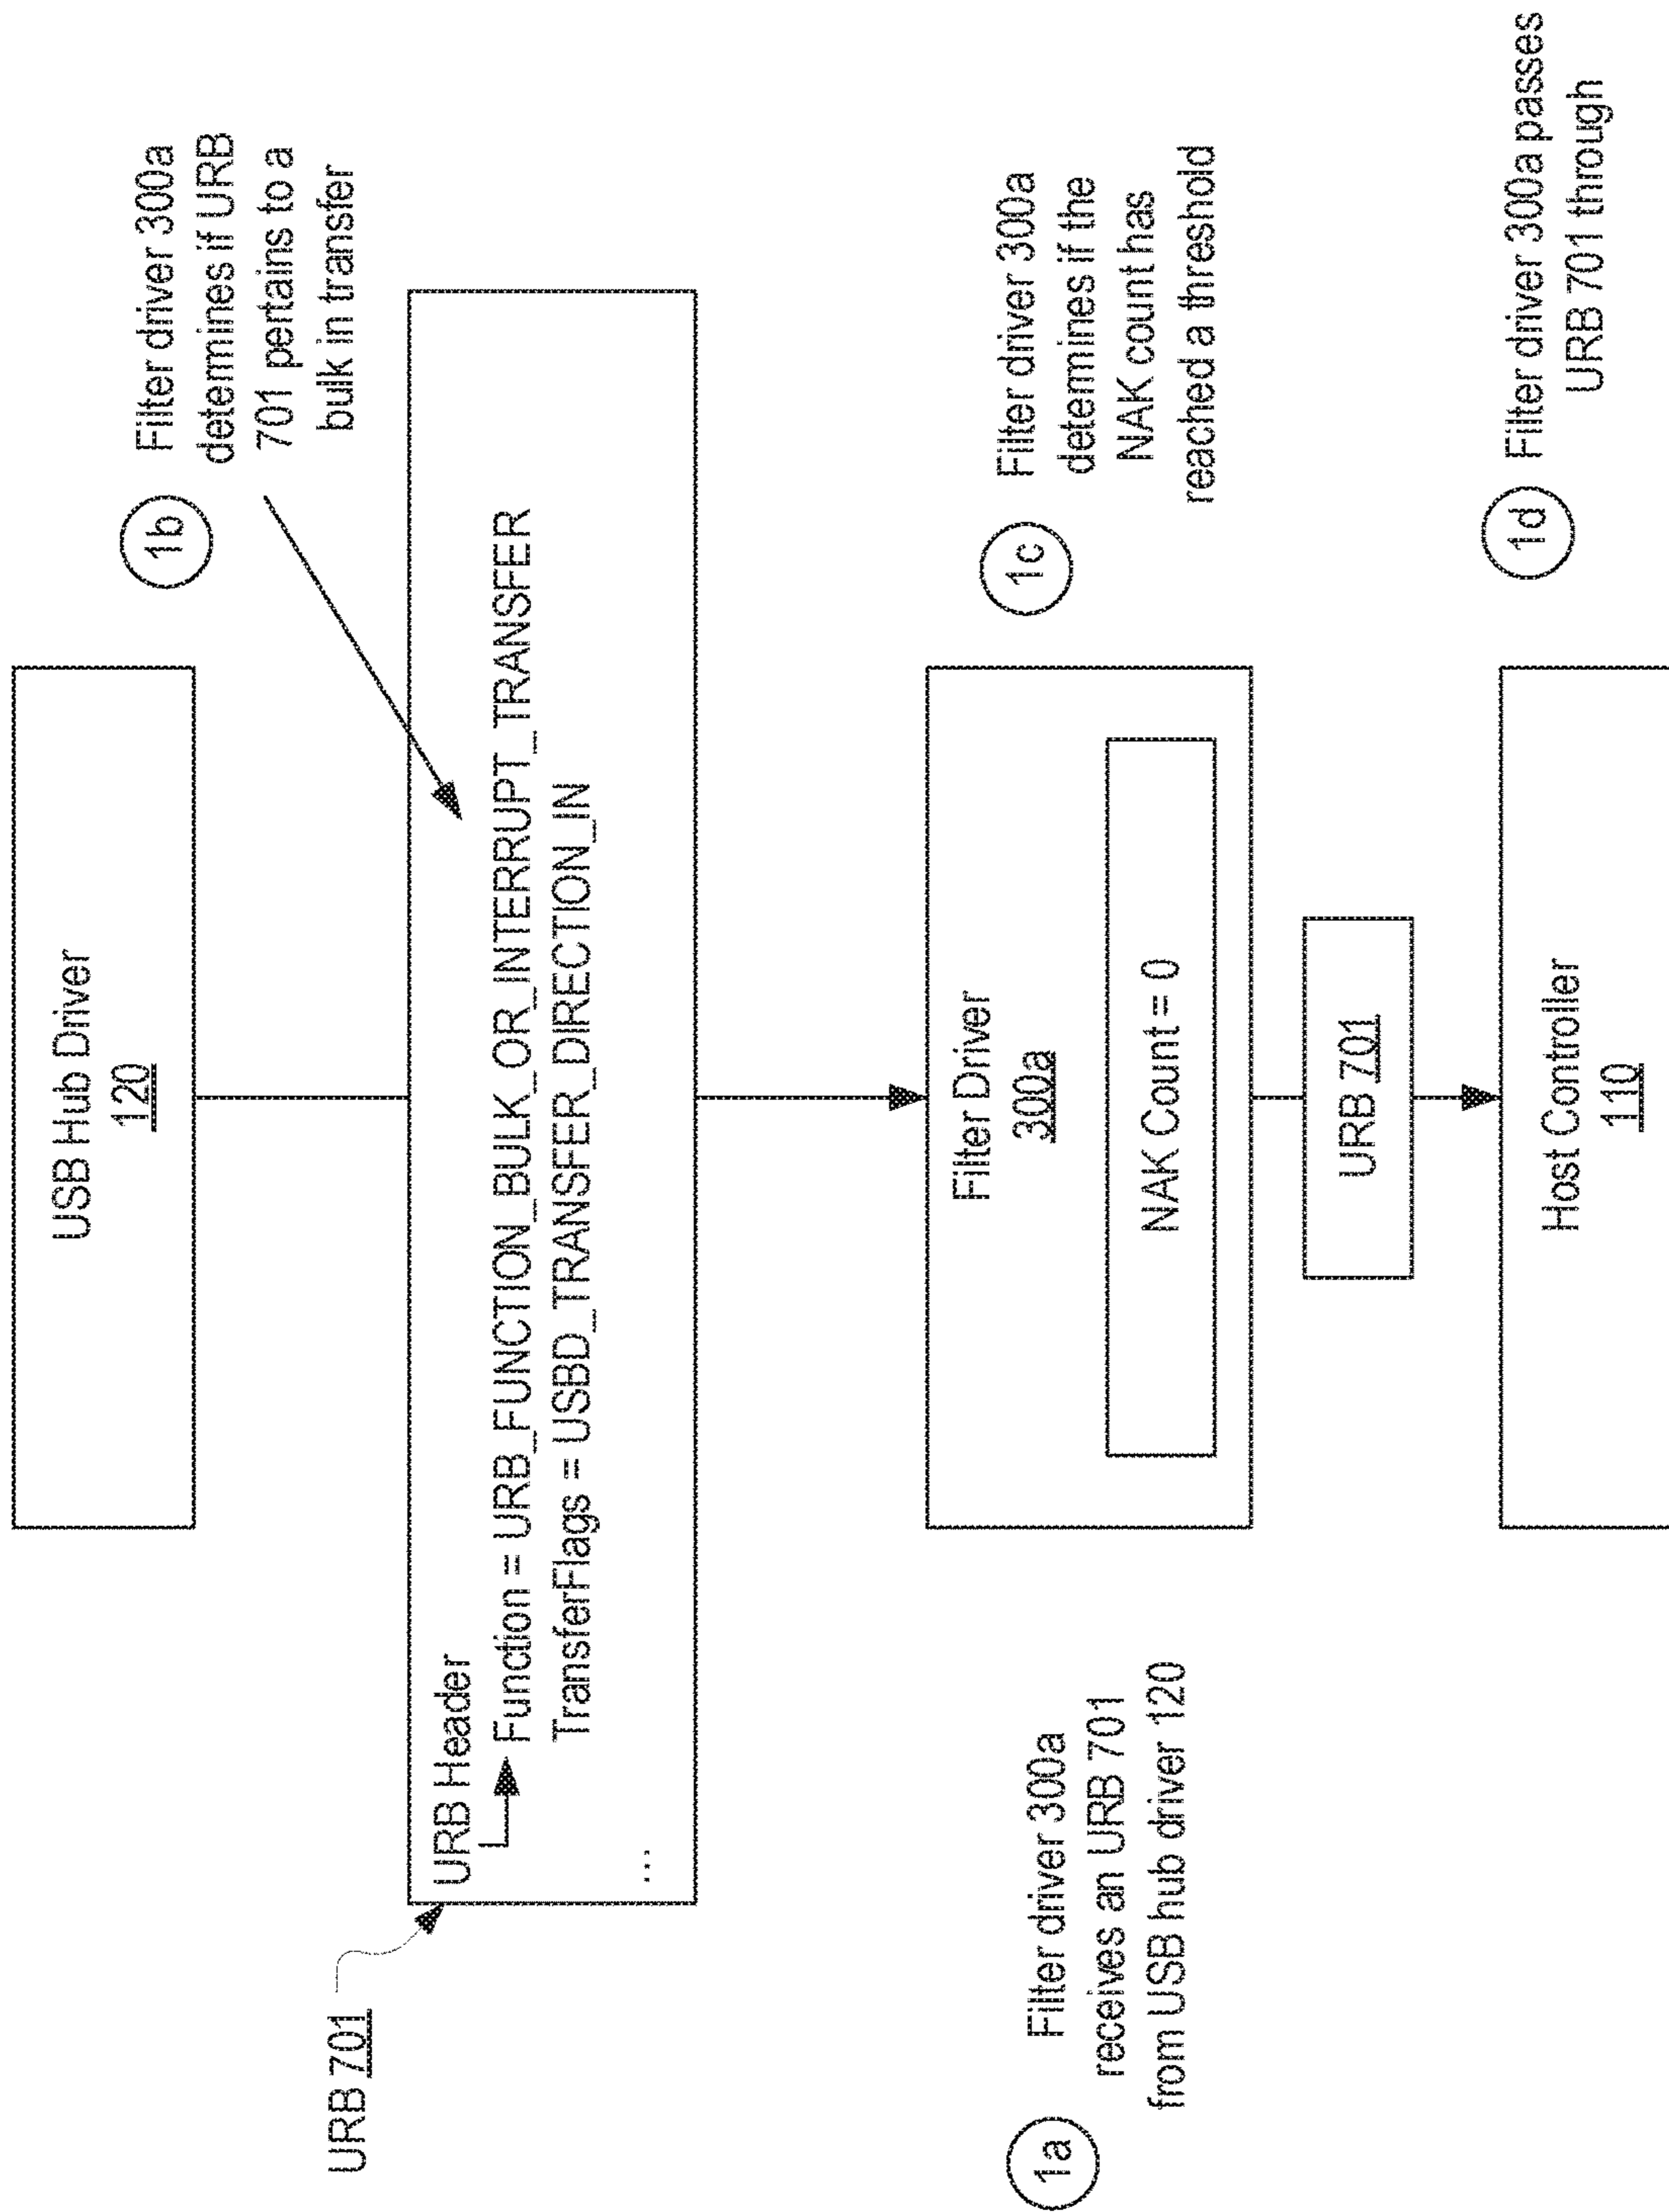 USB Hub Driver
120
URB 701
1b
Filter driver 300a
determines if URB
701 pertains to a
bulk in transfer
URB Header
Function = URB_FUNCTION_BULK_OR_INTERRUPT_TRANSFER
TransferFlags = USBD_TRANSFER_DIRECTION_IN
...
1a
Filter driver 300a
receives an URB 701
from USB hub driver 120
Filter Driver
300a
NAK Count = 0
1c
Filter driver 300a
determines if the
NAK count has
reached a threshold
URB 701
Host Controller
110
1d
Filter driver 300a passes
URB 701 through